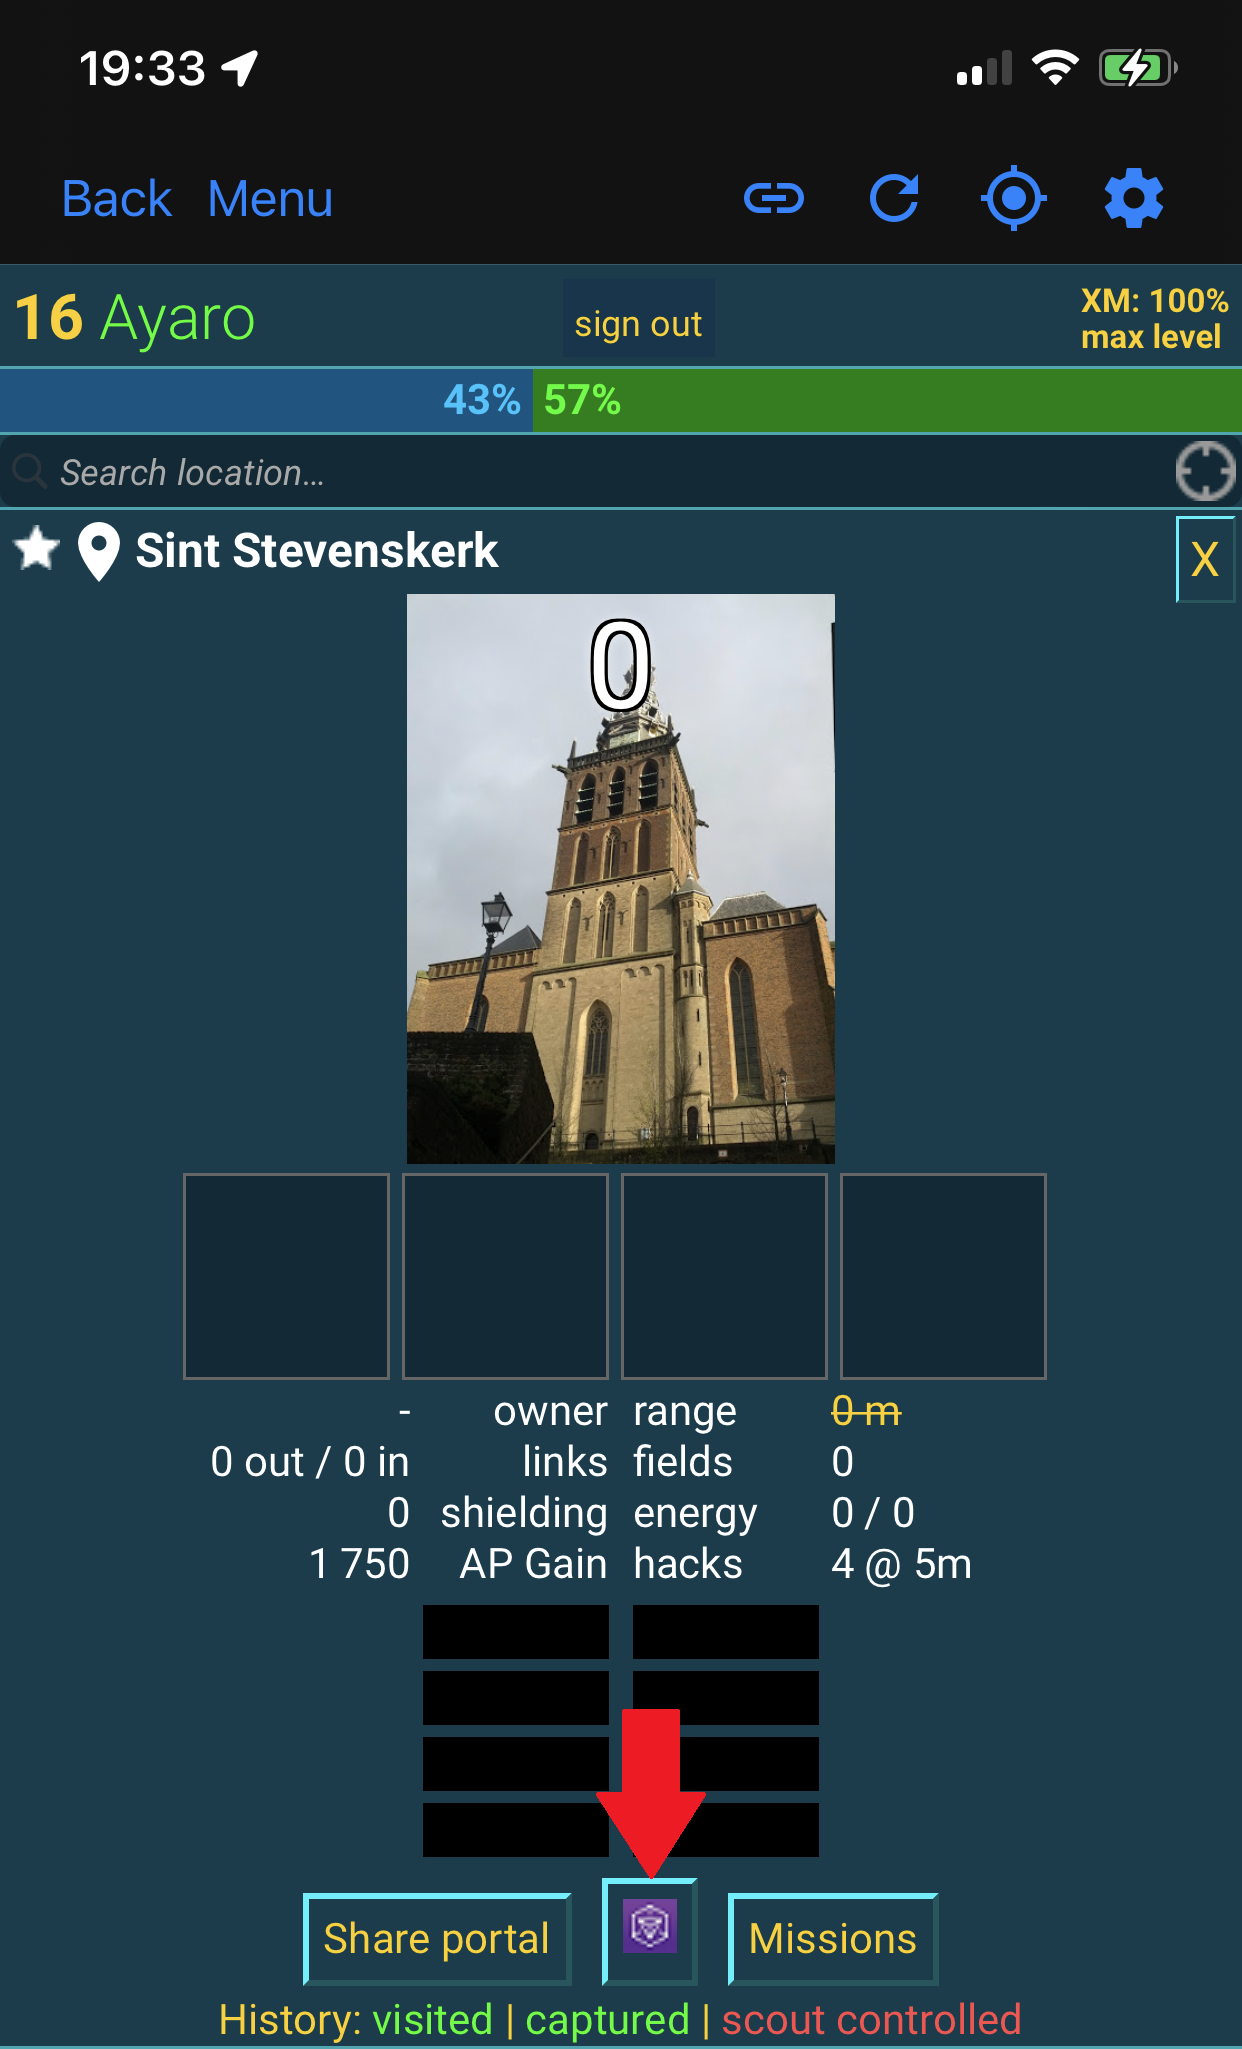 19:33
Back Menu
16 Ayaro
sign out
XM: 100%
max level
43% 57%
Search location...
Sint Stevenskerk
X
0
- owner range 0 m
0 out / 0 in links fields 0
0 shielding energy 0 / 0
1 750 AP Gain hacks 4 @ 5m
Share portal Missions
History: visited | captured | scout controlled